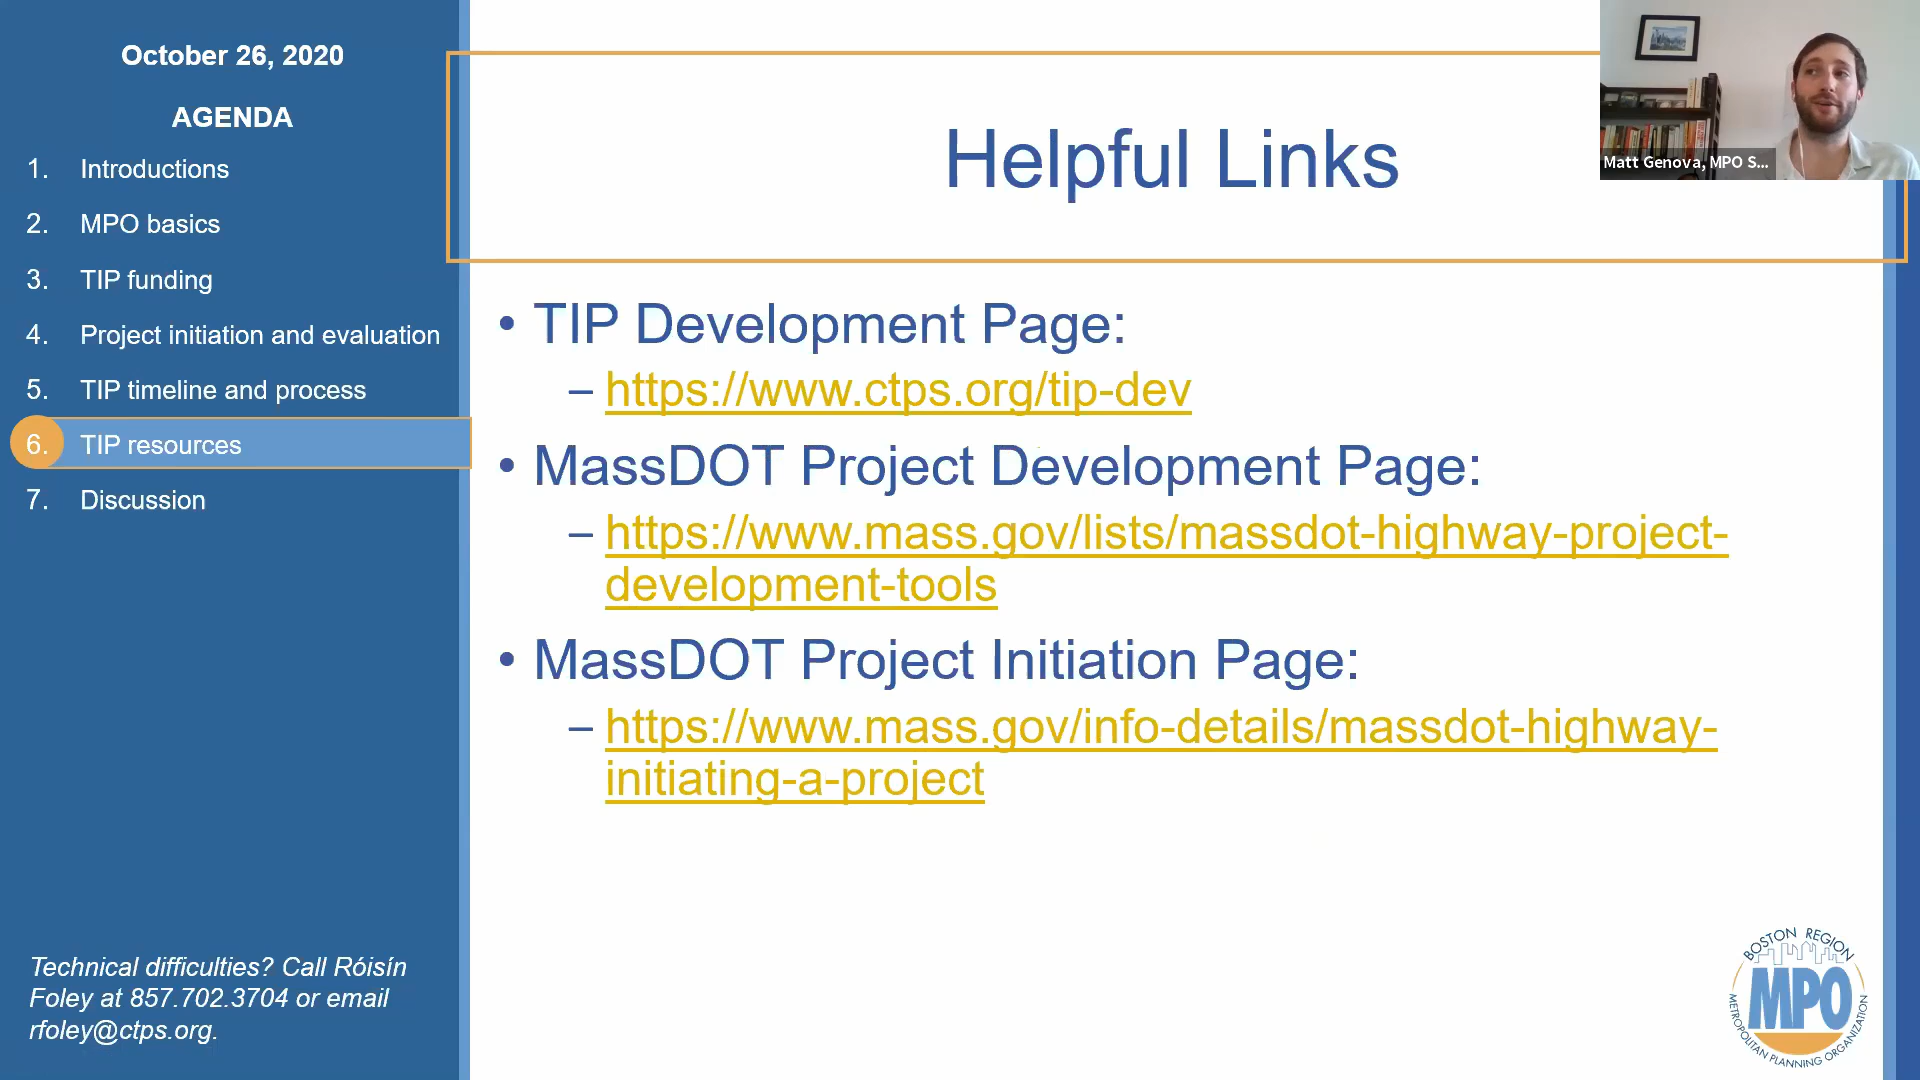 October 26, 2020
AGENDA
1. Introductions
2. MPO basics
3. TIP funding
4. Project initiation and evaluation
5. TIP timeline and process
6. TIP resources
7. Discussion
Technical difficulties? Call Róisín
Foley at 857.702.3704 or email
rfoley@ctps.org.
Helpful Links
• TIP Development Page:
– https://www.ctps.org/tip-dev
• MassDOT Project Development Page:
– https://www.mass.gov/lists/massdot-highway-project-
development-tools
• MassDOT Project Initiation Page:
– https://www.mass.gov/info-details/massdot-highway-
initiating-a-project
Matt Genova, MPO S...
BOSTON REGION
MPO
METROPOLITAN PLANNING ORGANIZATION